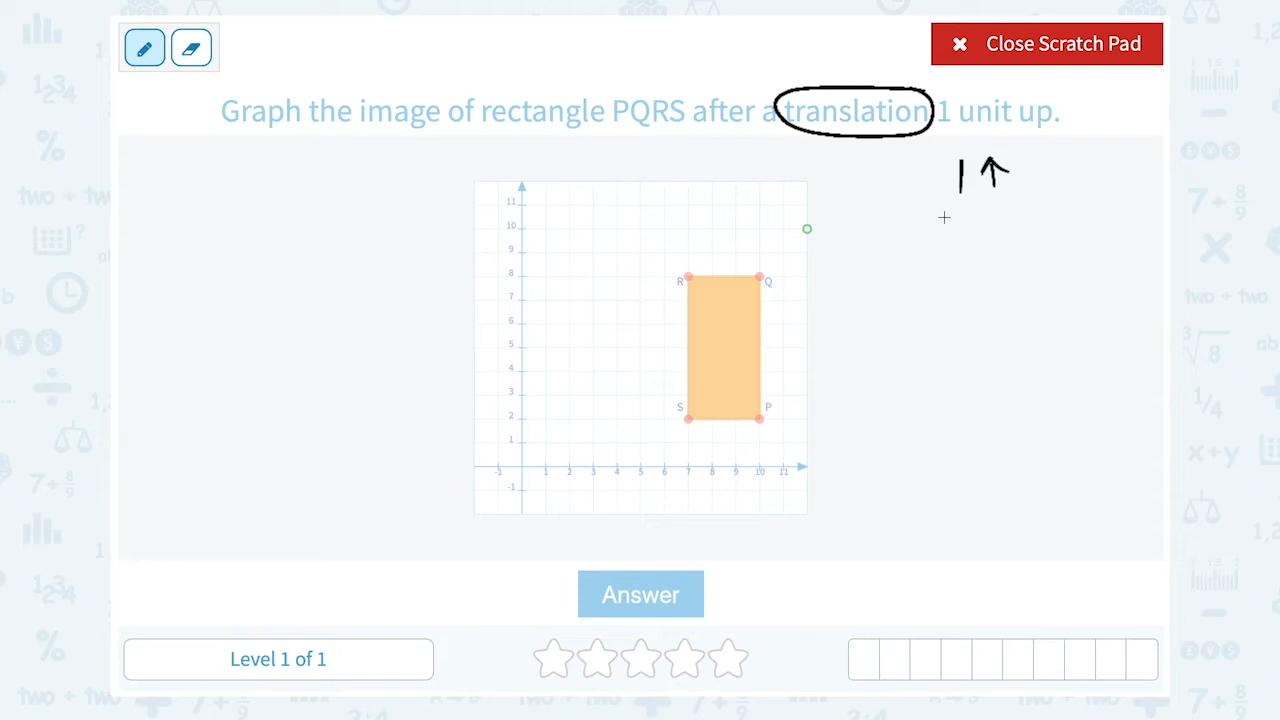 Close Scratch Pad
Graph the image of rectangle PQRS after a translation 1 unit up.
1 ↑
11
10
9
8
R Q
7
6
5
4
S P
3
2
1
-1 1 2 3 4 5 6 7 8 9 10 11
-1
Answer
Level 1 of 1